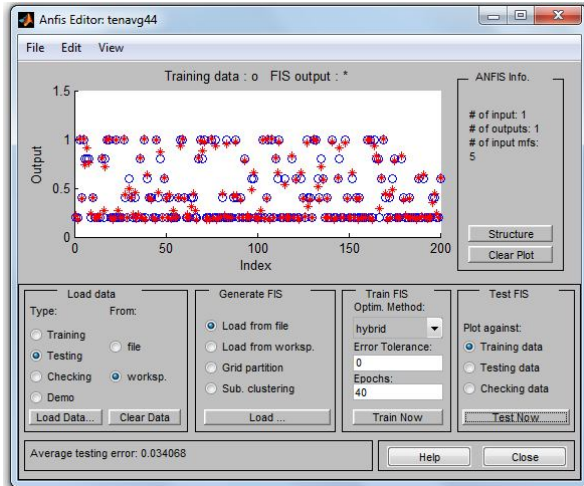 Anfis Editor: tenavg44
File Edit View
Training data : o FIS output : *
1.5
1
0.5
0
Output
0 50 100 150 200
Index
ANFIS Info.
# of input: 1
# of outputs: 1
# of input mfs:
5
Structure
Clear Plot
Load data
Type: From:
Training
Testing
Checking
Demo
file
worksp.
Load Data... Clear Data
Generate FIS
Load from file
Load from worksp.
Grid partition
Sub. clustering
Load ...
Train FIS
Optim. Method:
hybrid
Error Tolerance:
0
Epochs:
40
Train Now
Test FIS
Plot against:
Training data
Testing data
Checking data
Test Now
Average testing error: 0.034068
Help Close